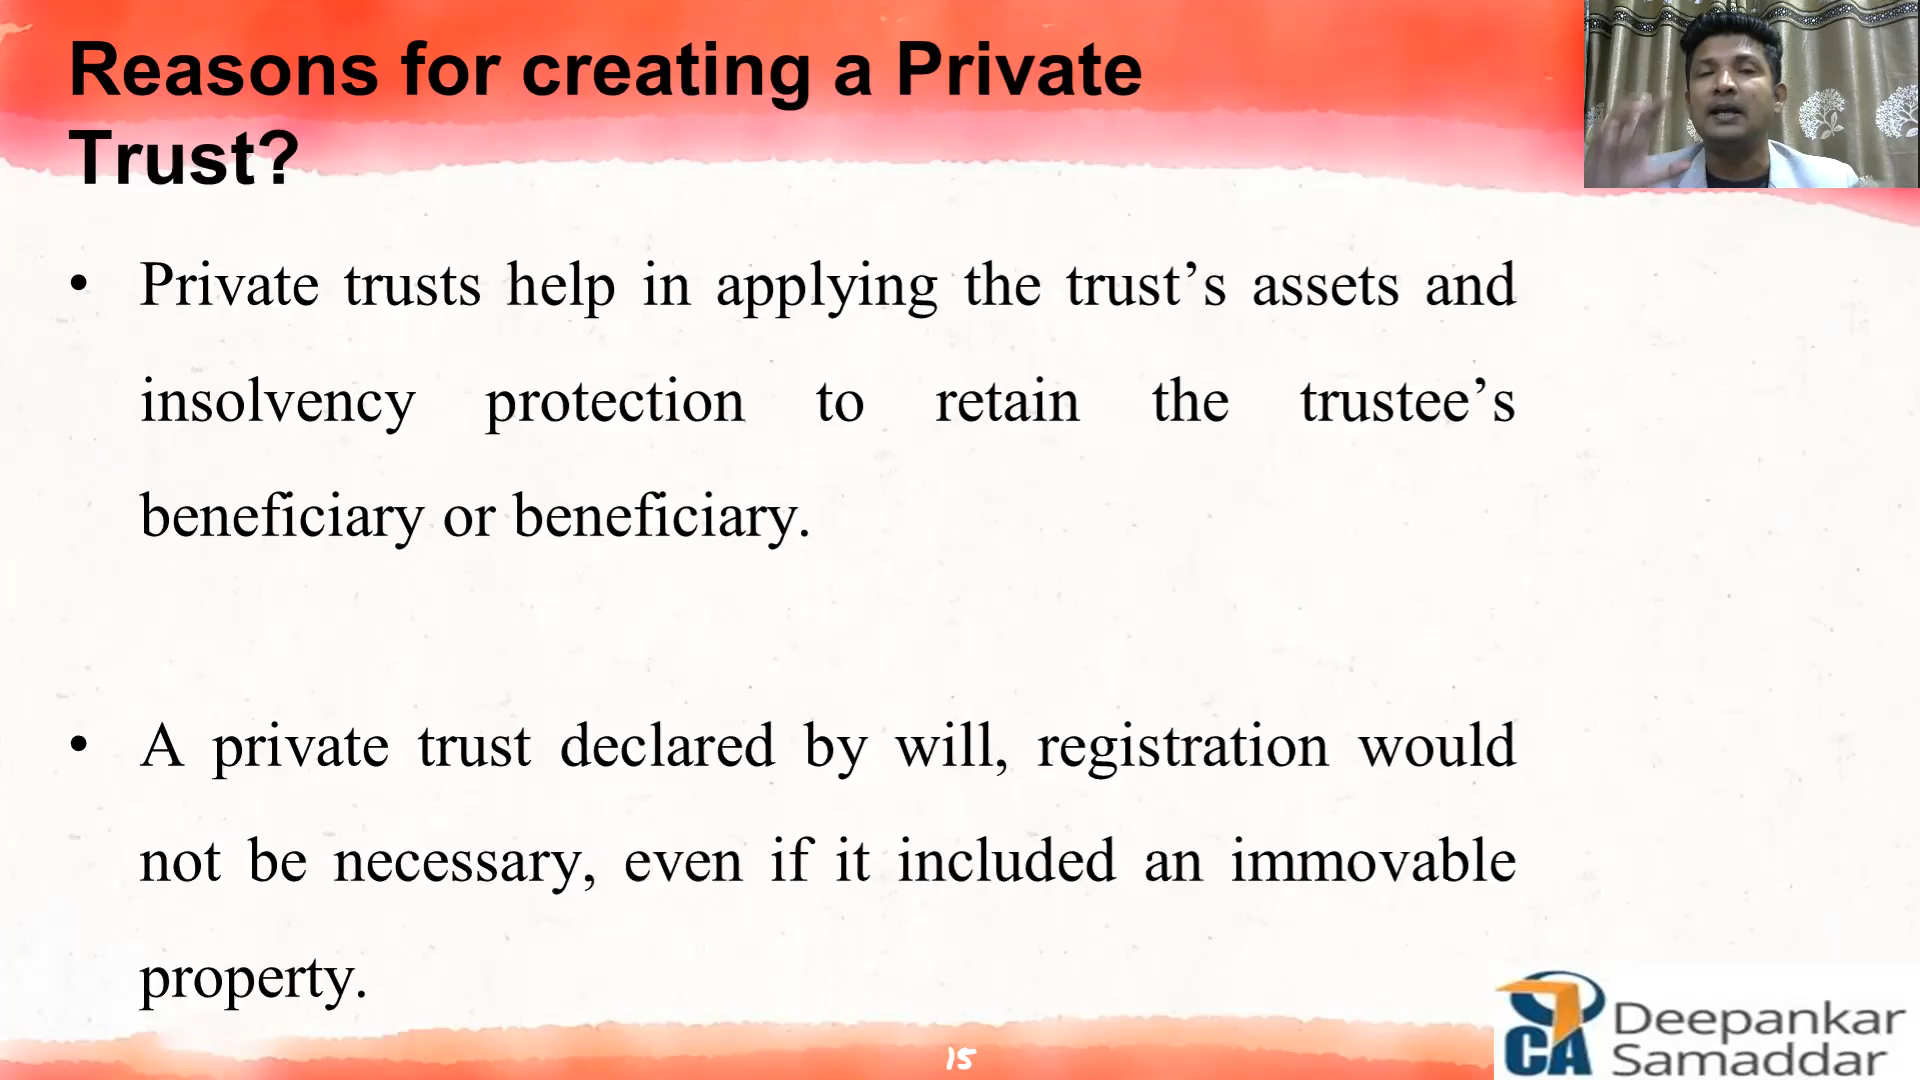 Reasons for creating a Private
Trust?
• Private trusts help in applying the trust’s assets and
insolvency protection to retain the trustee’s
beneficiary or beneficiary.
• A private trust declared by will, registration would
not be necessary, even if it included an immovable
property.
15
CA
Deepankar
Samaddar